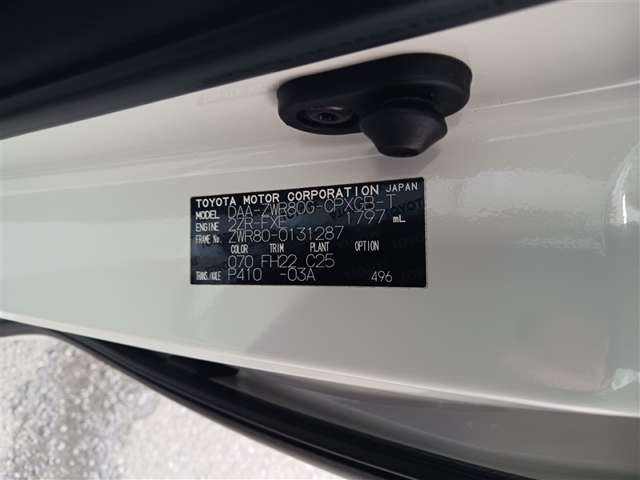 TOYOTA MOTOR CORPORATION JAPAN
MODEL DAA-ZWR80G-CPXGB-T
ENGINE 2ZR-FXE 1797 mL
FRAME No. ZWR80-0131287
COLOR TRIM PLANT OPTION
070 FH22 C25
TRANS./AXLE P410 -03A 496